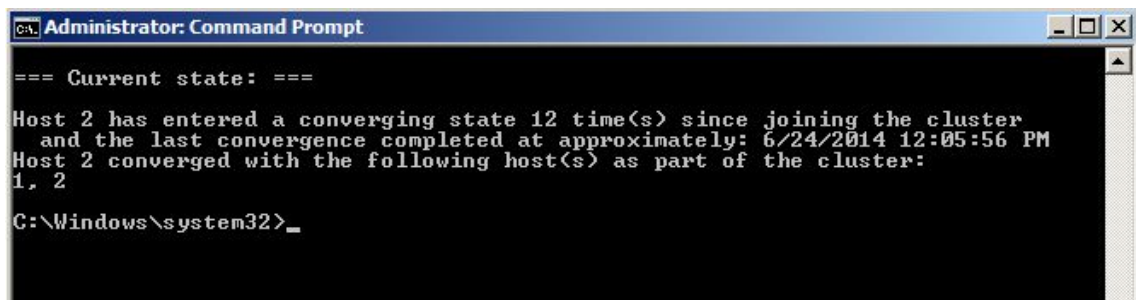 Administrator: Command Prompt
=== Current state: ===
Host 2 has entered a converging state 12 time(s) since joining the cluster
and the last convergence completed at approximately: 6/24/2014 12:05:56 PM
Host 2 converged with the following host(s) as part of the cluster:
1, 2
C:\Windows\system32>_